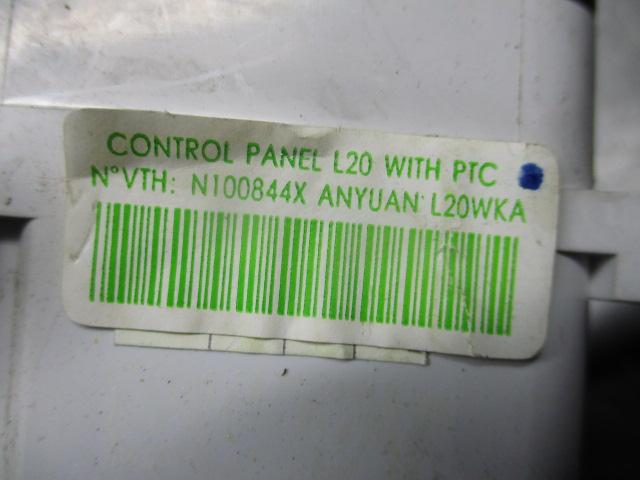 CONTROL PANEL L20 WITH PTC
N°VTH: N100844X ANYUAN L20WKA